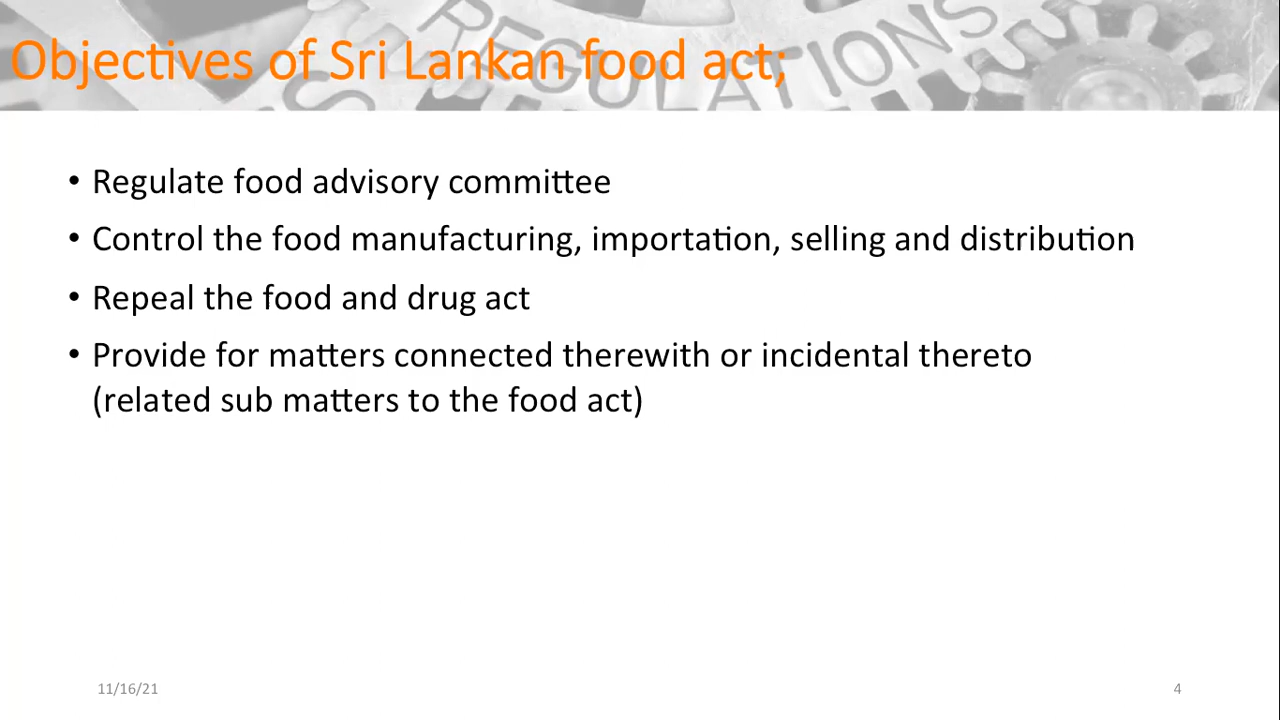 REGULATIONS
Objectives of Sri Lankan food act;
• Regulate food advisory committee
• Control the food manufacturing, importation, selling and distribution
• Repeal the food and drug act
• Provide for matters connected therewith or incidental thereto
(related sub matters to the food act)
11/16/21
4